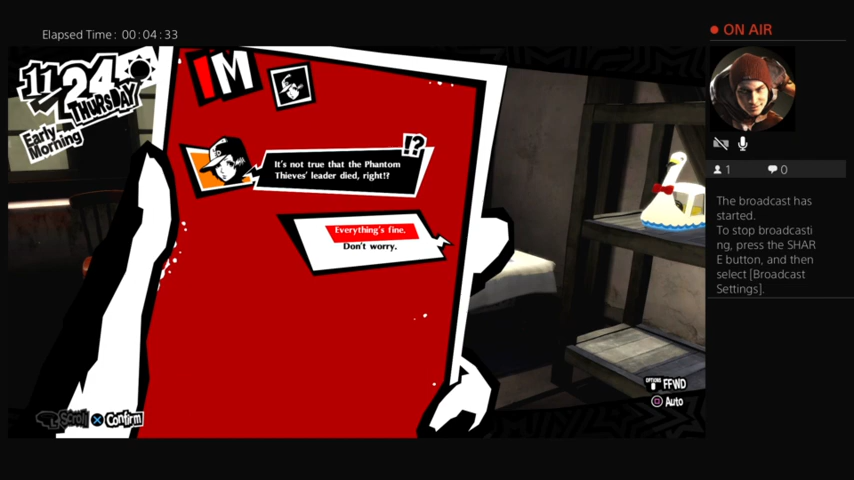 Elapsed Time: 00:04:33
ON AIR
11/24
THURSDAY
Early
Morning
IM
!?
It's not true that the Phantom
Thieves' leader died, right!?
Everything's fine.
Don't worry.
1
0
The broadcast has
started.
To stop broadcasti
ng, press the SHAR
E button, and then
select [Broadcast
Settings].
OPTIONS FFWD
Auto
L Scroll X Confirm